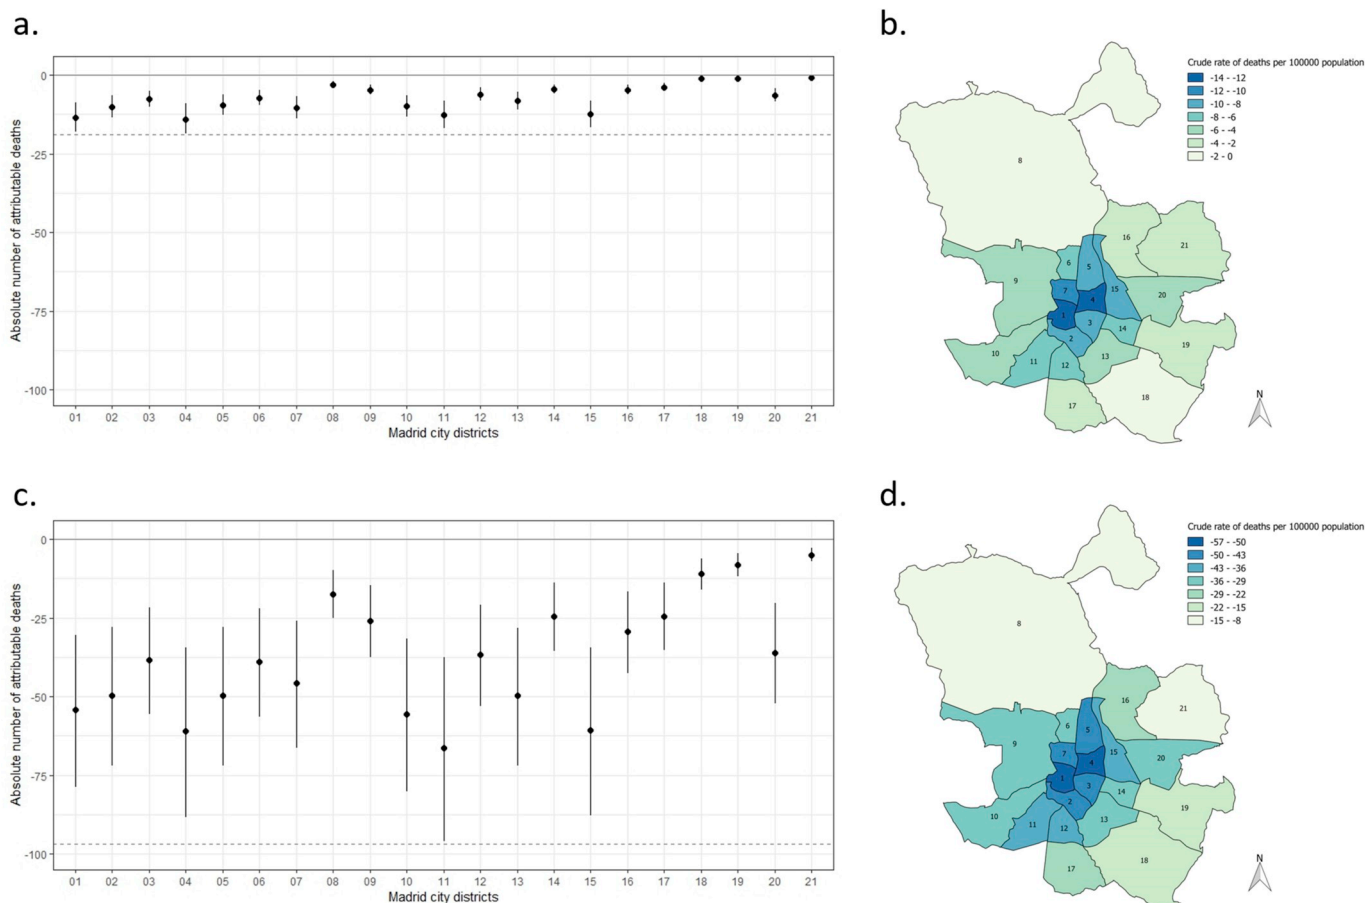 a.
Absolute number of attributable deaths
0
-25
-50
-75
-100
01 02 03 04 05 06 07 08 09 10 11 12 13 14 15 16 17 18 19 20 21
Madrid city districts
b.
Crude rate of deaths per 100000 population
-14 - -12
-12 - -10
-10 - -8
-8 - -6
-6 - -4
-4 - -2
-2 - 0
8
16
21
6
5
9
7
15
20
4
1
3
14
2
19
10
11
12
13
18
17
N
c.
Absolute number of attributable deaths
0
-25
-50
-75
-100
01 02 03 04 05 06 07 08 09 10 11 12 13 14 15 16 17 18 19 20 21
Madrid city districts
d.
Crude rate of deaths per 100000 population
-57 - -50
-50 - -43
-43 - -36
-36 - -29
-29 - -22
-22 - -15
-15 - -8
8
16
21
6
5
9
7
15
20
4
1
3
14
2
19
10
11
12
13
18
17
N